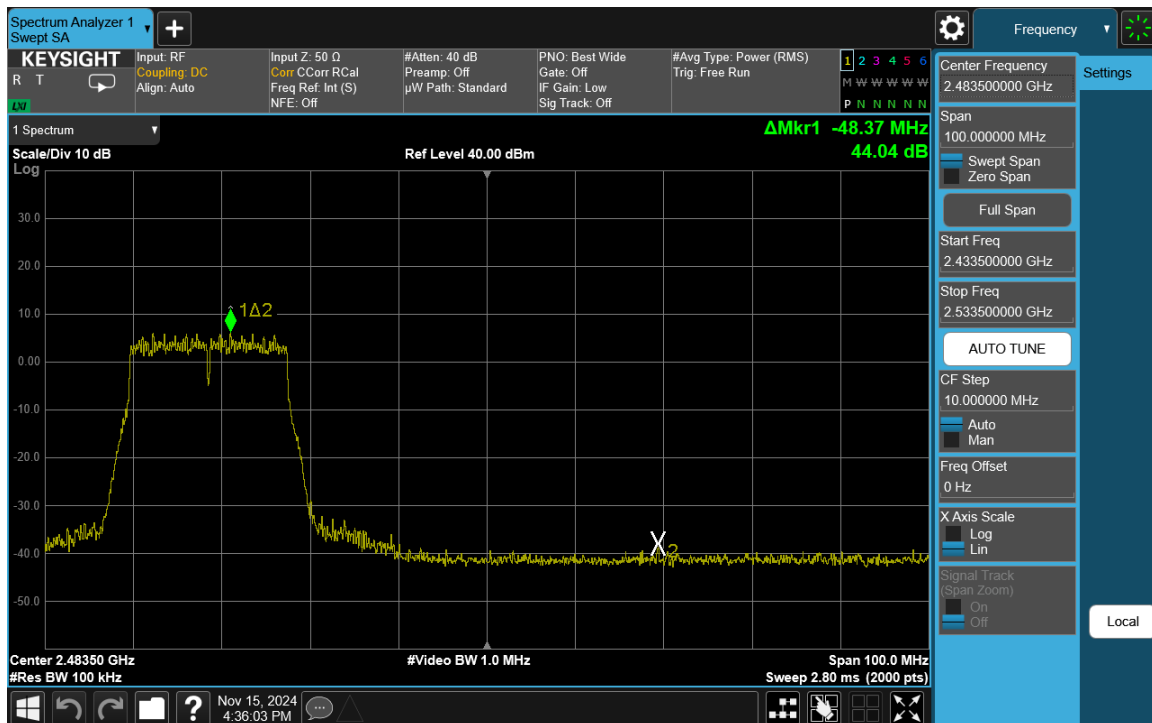 Spectrum Analyzer 1
Swept SA
+
Frequency
KEYSIGHT
R T
LXI
Input: RF
Coupling: DC
Align: Auto
Input Z: 50 Ω
Corr CCorr RCal
Freq Ref: Int (S)
NFE: Off
#Atten: 40 dB
Preamp: Off
µW Path: Standard
PNO: Best Wide
Gate: Off
IF Gain: Low
Sig Track: Off
#Avg Type: Power (RMS)
Trig: Free Run
1 2 3 4 5 6
M W W W W W
P N N N N N
1 Spectrum
ΔMkr1 -48.37 MHz
44.04 dB
Scale/Div 10 dB
Ref Level 40.00 dBm
Log
30.0
20.0
10.0
0.00
-10.0
-20.0
-30.0
-40.0
-50.0
1Δ2
X2
Center 2.48350 GHz
#Video BW 1.0 MHz
Span 100.0 MHz
#Res BW 100 kHz
Sweep 2.80 ms (2000 pts)
Center Frequency
2.483500000 GHz
Settings
Span
100.000000 MHz
Swept Span
Zero Span
Full Span
Start Freq
2.433500000 GHz
Stop Freq
2.533500000 GHz
AUTO TUNE
CF Step
10.000000 MHz
Auto
Man
Freq Offset
0 Hz
X Axis Scale
Log
Lin
Signal Track
(Span Zoom)
On
Off
Local
?
Nov 15, 2024
4:36:03 PM